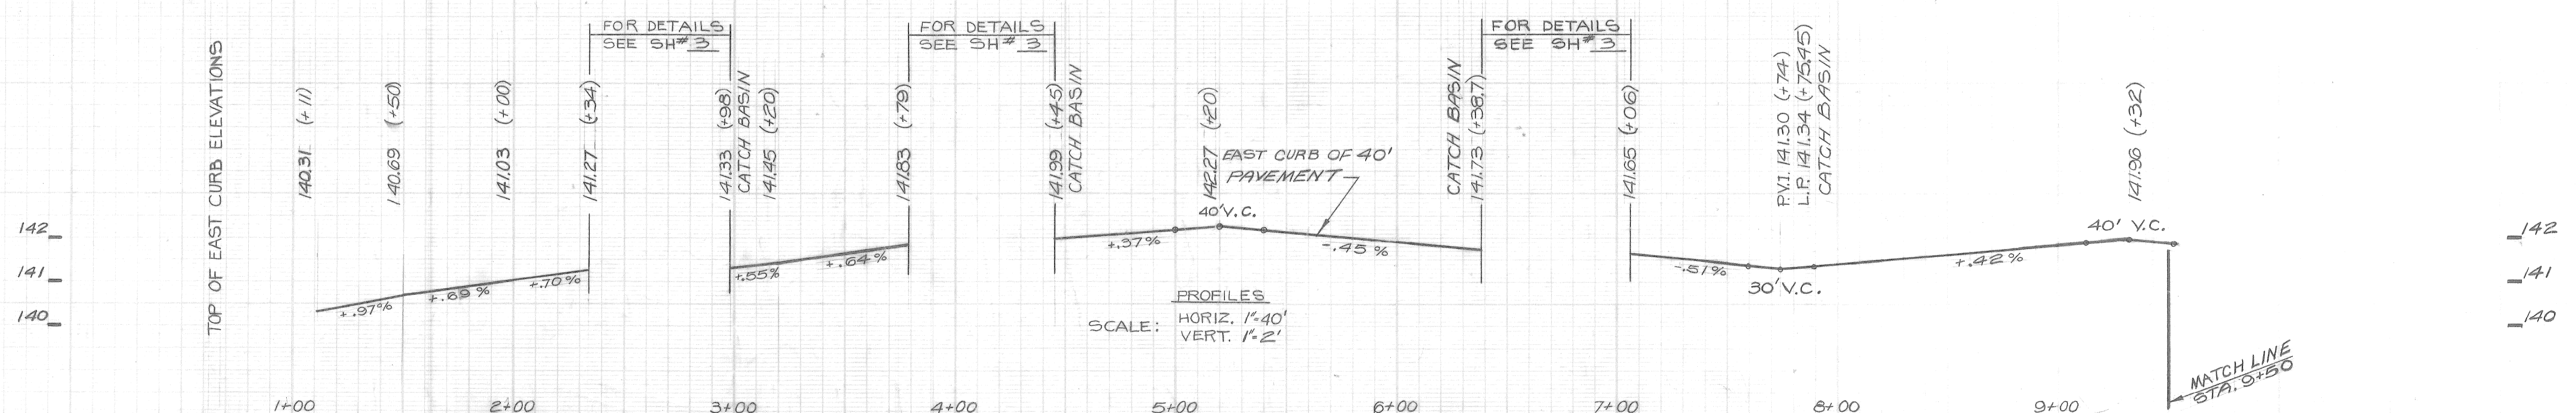 FOR DETAILS
SEE SH# 3
FOR DETAILS
SEE SH# 3
FOR DETAILS
SEE SH# 3
TOP OF EAST CURB ELEVATIONS
140.31 (+11)
140.69 (+50)
141.03 (+00)
141.27 (+34)
141.33 (+98)
CATCH BASIN
141.45 (+20)
141.83 (+79)
141.99 (+45)
CATCH BASIN
142.27 (+20)
EAST CURB OF 40'
PAVEMENT
CATCH BASIN
141.73 (+38.7)
141.65 (+06)
P.V.I. 141.30 (+74)
L.P. 141.34 (+75.45)
CATCH BASIN
141.96 (+32)
142
141
140
+.97%
+.69%
+.70%
+.55%
+.64%
+.37%
40' V.C.
-.45%
-.51%
30' V.C.
+.42%
40' V.C.
142
141
140
PROFILES
SCALE: HORIZ. 1"=40'
VERT. 1"=2'
MATCH LINE
STA. 9+50
1+00 2+00 3+00 4+00 5+00 6+00 7+00 8+00 9+00